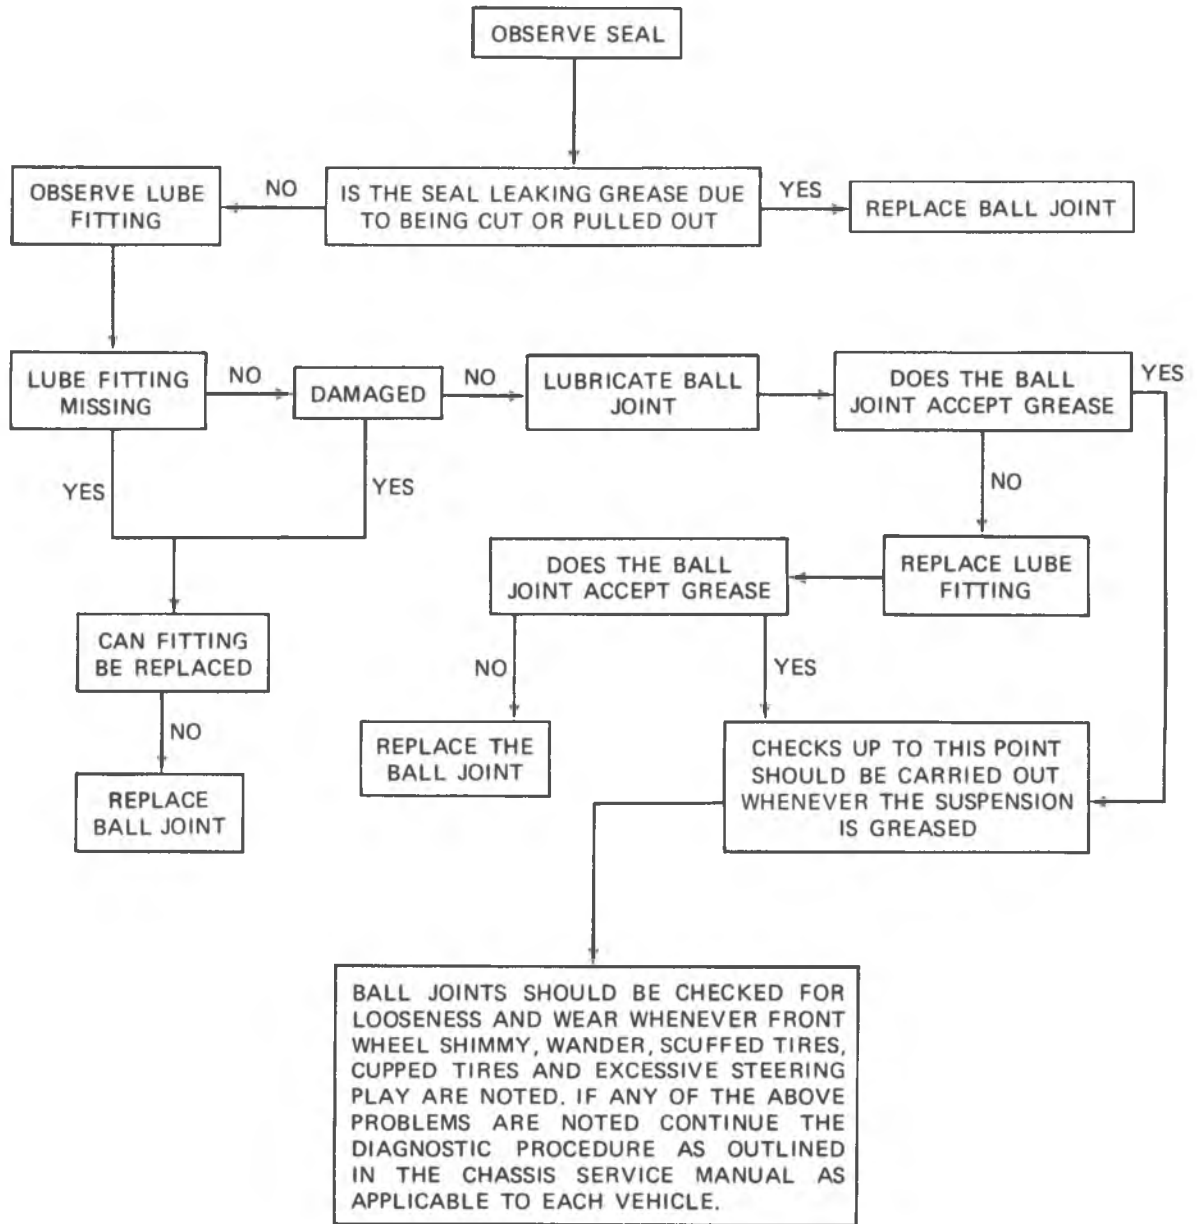 OBSERVE SEAL
OBSERVE LUBE
FITTING
NO
IS THE SEAL LEAKING GREASE DUE
TO BEING CUT OR PULLED OUT
YES
REPLACE BALL JOINT
LUBE FITTING
MISSING
NO
DAMAGED
NO
LUBRICATE BALL
JOINT
DOES THE BALL
JOINT ACCEPT GREASE
YES
YES
YES
NO
DOES THE BALL
JOINT ACCEPT GREASE
REPLACE LUBE
FITTING
CAN FITTING
BE REPLACED
NO
YES
NO
REPLACE THE
BALL JOINT
CHECKS UP TO THIS POINT
SHOULD BE CARRIED OUT
WHENEVER THE SUSPENSION
IS GREASED
REPLACE
BALL JOINT
BALL JOINTS SHOULD BE CHECKED FOR
LOOSENESS AND WEAR WHENEVER FRONT
WHEEL SHIMMY, WANDER, SCUFFED TIRES,
CUPPED TIRES AND EXCESSIVE STEERING
PLAY ARE NOTED. IF ANY OF THE ABOVE
PROBLEMS ARE NOTED CONTINUE THE
DIAGNOSTIC PROCEDURE AS OUTLINED
IN THE CHASSIS SERVICE MANUAL AS
APPLICABLE TO EACH VEHICLE.